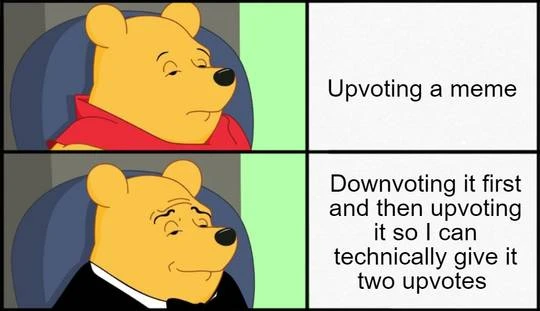 Upvoting a meme
Downvoting it first
and then upvoting
it so I can
technically give it
two upvotes